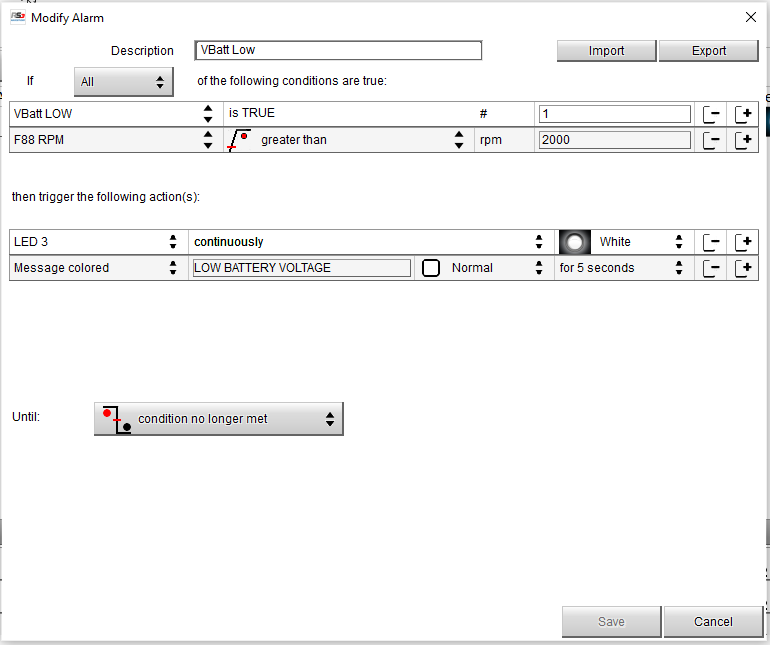 Modify Alarm
Description VBatt Low Import Export
If All of the following conditions are true:
VBatt LOW is TRUE # 1
F88 RPM greater than rpm 2000
then trigger the following action(s):
LED 3 continuously White
Message colored LOW BATTERY VOLTAGE Normal for 5 seconds
Until: condition no longer met
Save Cancel